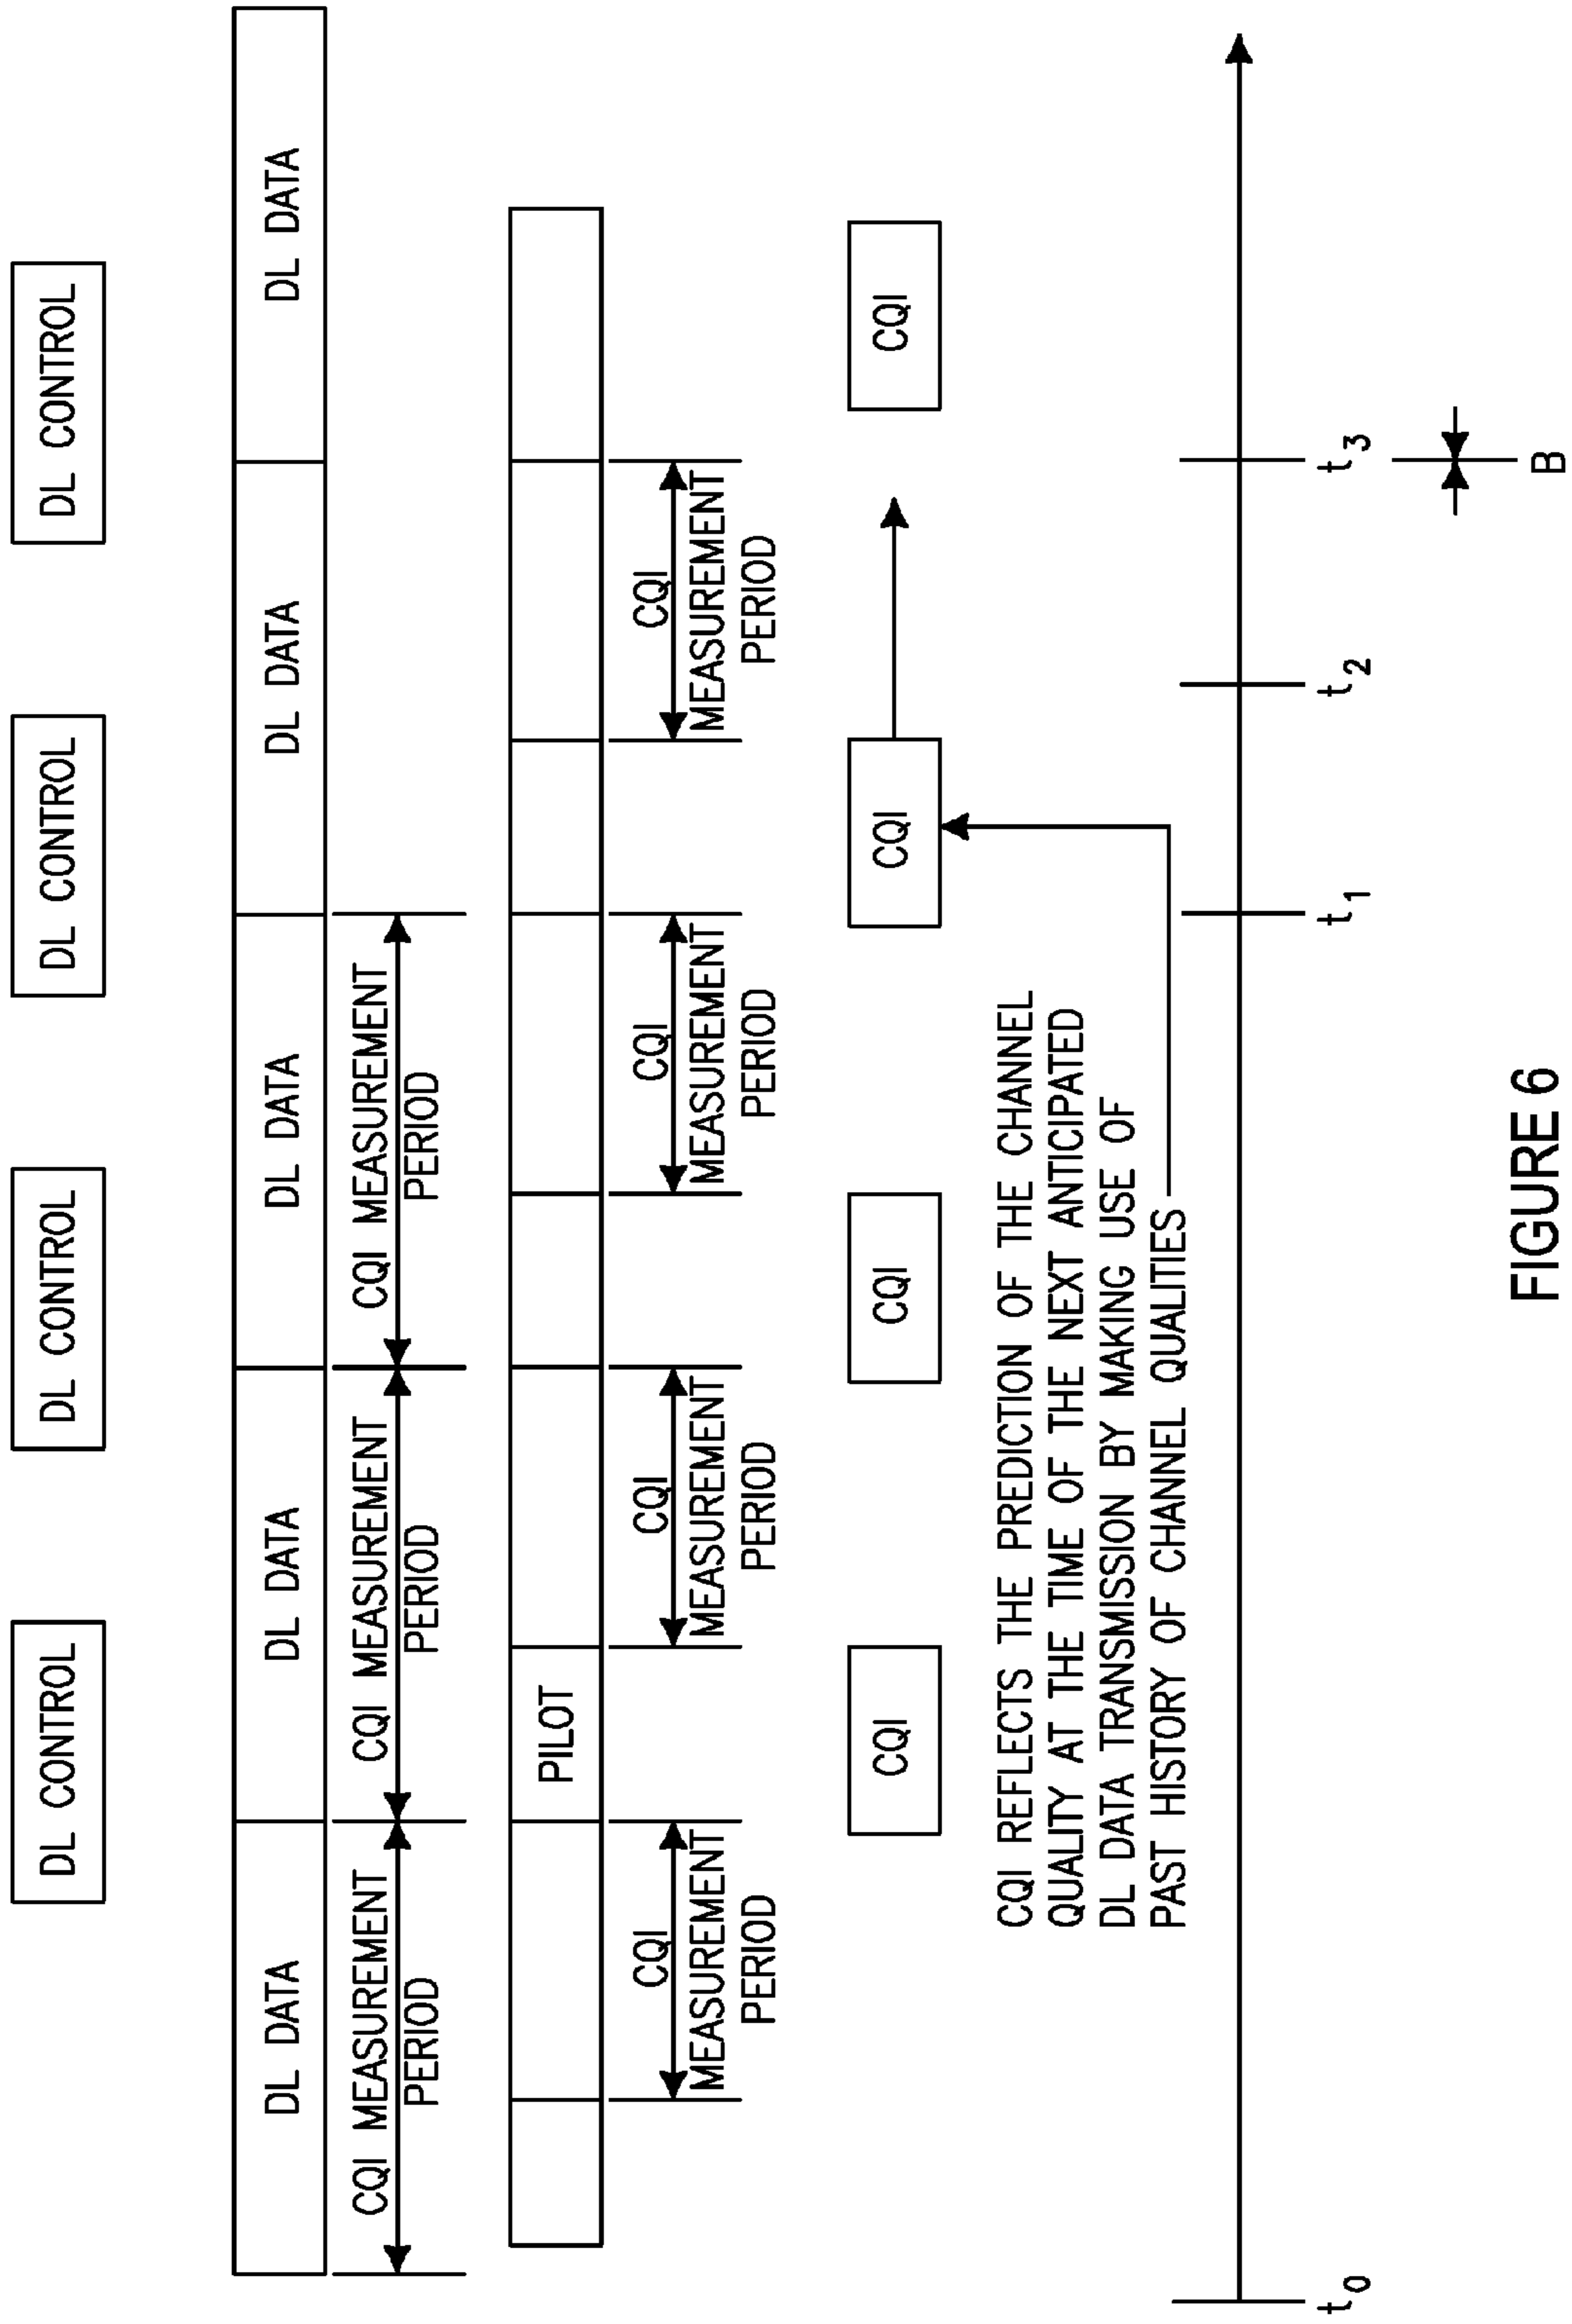 DL CONTROL
DL CONTROL
DL CONTROL
DL CONTROL
DL DATA
DL DATA
DL DATA
DL DATA
DL DATA
CQI MEASUREMENT
PERIOD
CQI MEASUREMENT
PERIOD
CQI MEASUREMENT
PERIOD
PILOT
CQI
MEASUREMENT
PERIOD
CQI
MEASUREMENT
PERIOD
CQI
MEASUREMENT
PERIOD
CQI
MEASUREMENT
PERIOD
CQI
CQI
CQI
CQI
CQI REFLECTS THE PREDICTION OF THE CHANNEL
QUALITY AT THE TIME OF THE NEXT ANTICIPATED
DL DATA TRANSMISSION BY MAKING USE OF
PAST HISTORY OF CHANNEL QUALITIES
t0
t1
t2
t3
B
FIGURE 6